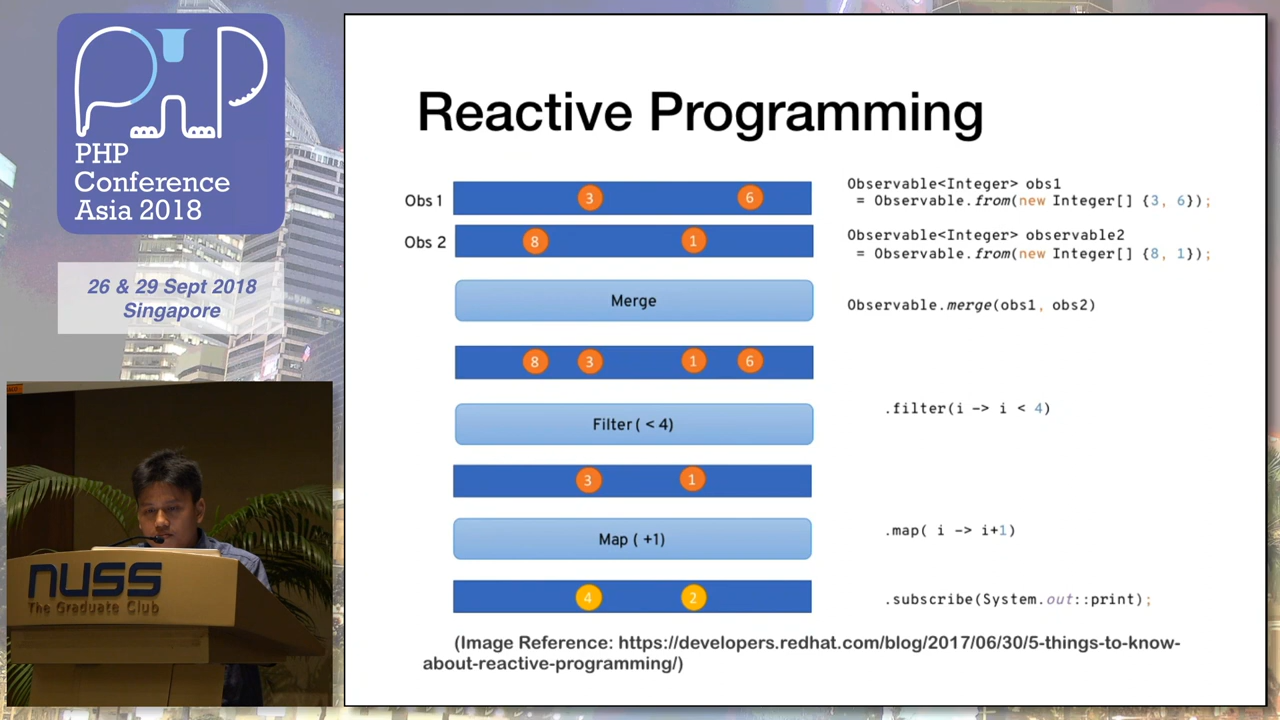 PHP
Conference
Asia 2018
26 & 29 Sept 2018
Singapore
nuss
The Graduate Club
Reactive Programming
Obs 1
3
6
Observable<Integer> obs1
= Observable.from(new Integer[] {3, 6});
Obs 2
8
1
Observable<Integer> observable2
= Observable.from(new Integer[] {8, 1});
Merge
Observable.merge(obs1, obs2)
8
3
1
6
Filter ( < 4)
.filter(i -> i < 4)
3
1
Map ( +1)
.map( i -> i+1)
4
2
.subscribe(System.out::print);
(Image Reference: https://developers.redhat.com/blog/2017/06/30/5-things-to-know-
about-reactive-programming/)